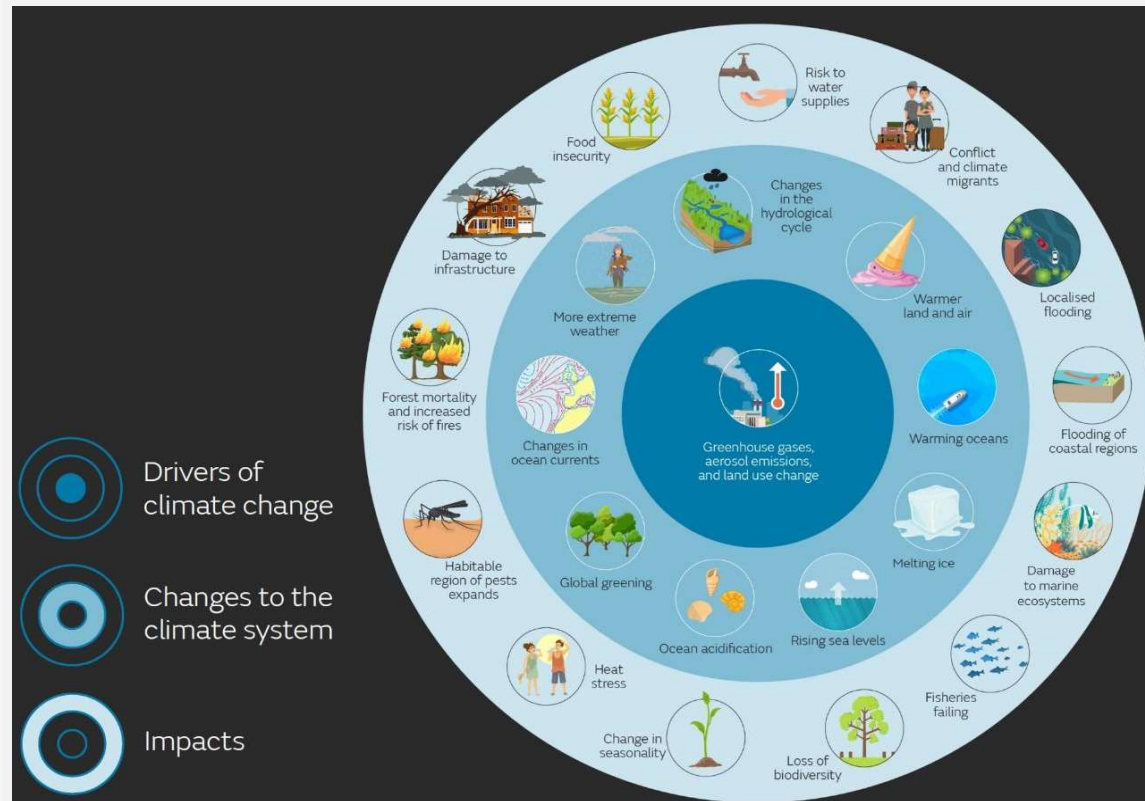 Drivers of
climate change
Changes to the
climate system
Impacts
Greenhouse gases,
aerosol emissions,
and land use change
Changes
in the
hydrological
cycle
Warmer
land and air
Warming oceans
Melting ice
Rising sea levels
Ocean acidification
Global greening
Changes in
ocean currents
More extreme
weather
Risk to
water
supplies
Conflict
and climate
migrants
Localised
flooding
Flooding of
coastal regions
Damage
to marine
ecosystems
Fisheries
failing
Loss of
biodiversity
Change in
seasonality
Heat
stress
Habitable
region of pests
expands
Forest mortality
and increased
risk of fires
Damage to
infrastructure
Food
insecurity